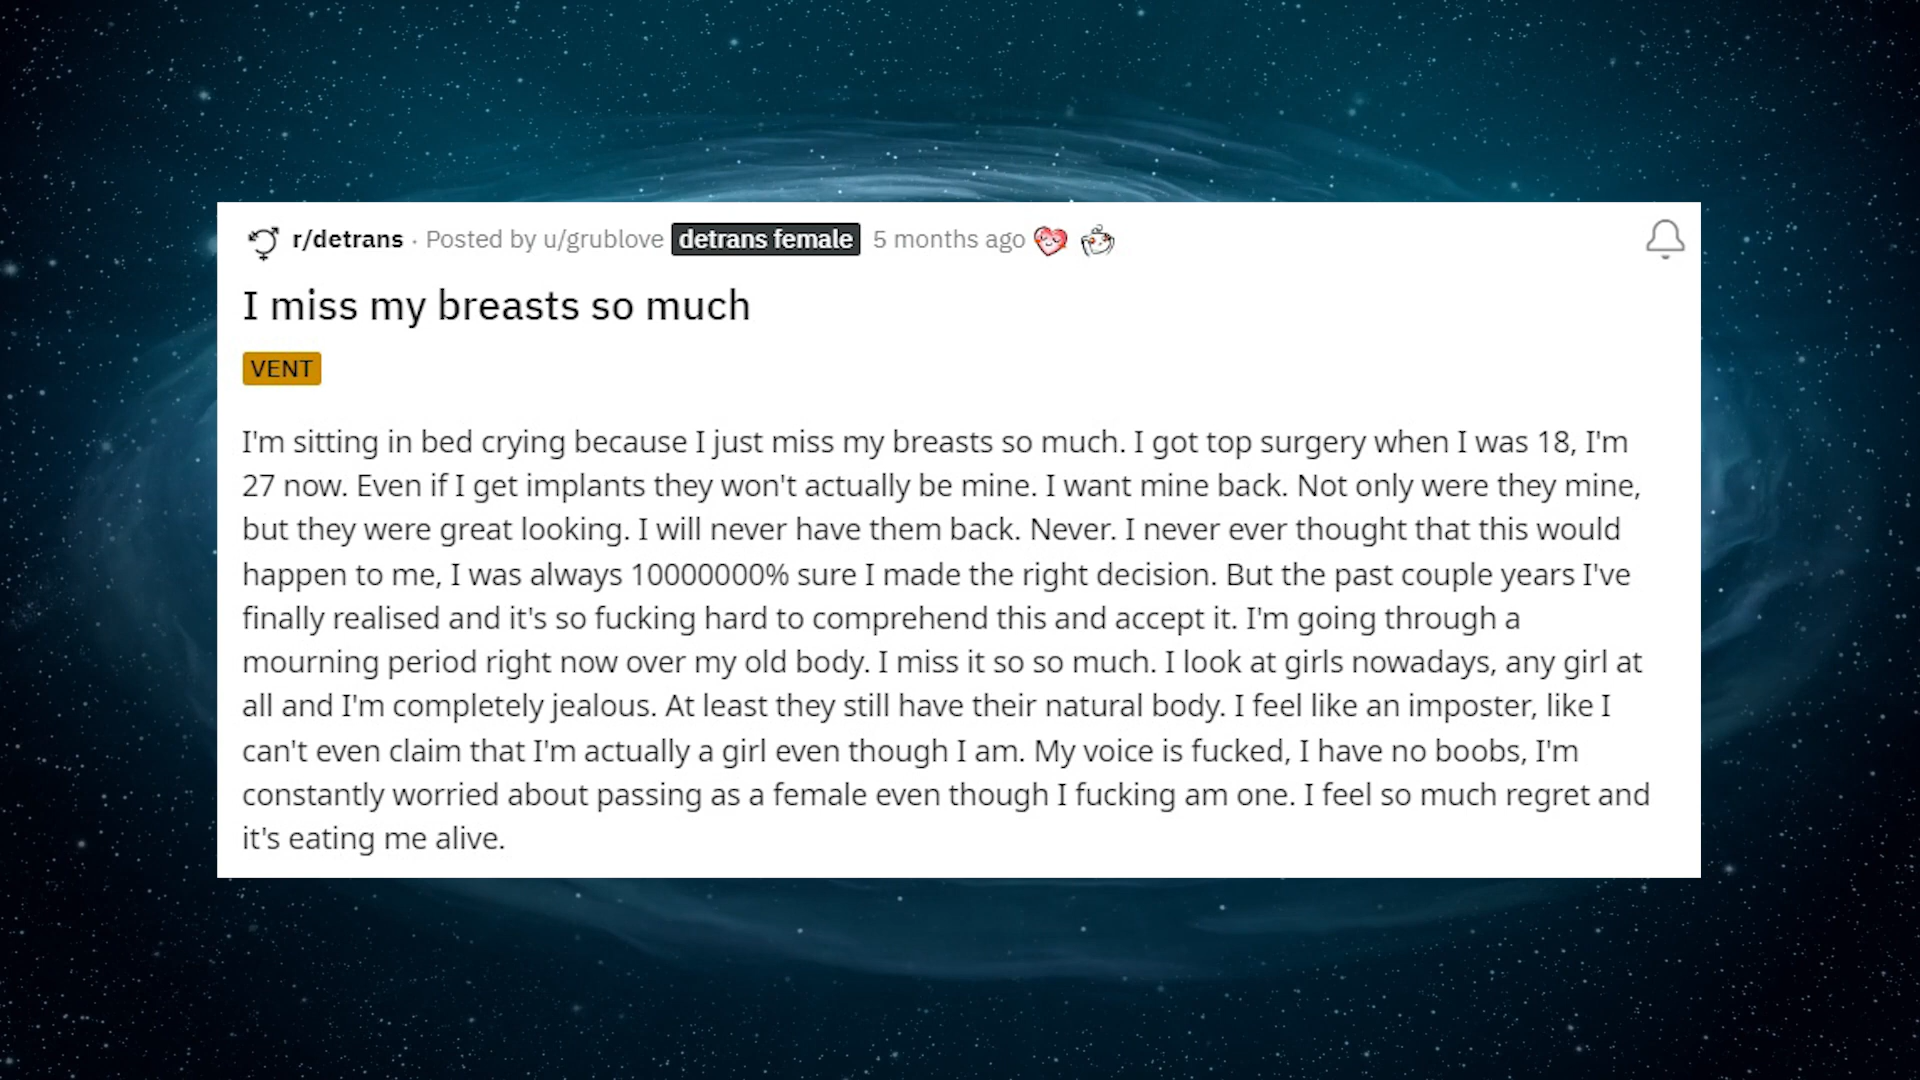 r/detrans · Posted by u/grublove detrans female 5 months ago
I miss my breasts so much
VENT
I'm sitting in bed crying because I just miss my breasts so much. I got top surgery when I was 18, I'm
27 now. Even if I get implants they won't actually be mine. I want mine back. Not only were they mine,
but they were great looking. I will never have them back. Never. I never ever thought that this would
happen to me, I was always 10000000% sure I made the right decision. But the past couple years I've
finally realised and it's so fucking hard to comprehend this and accept it. I'm going through a
mourning period right now over my old body. I miss it so so much. I look at girls nowadays, any girl at
all and I'm completely jealous. At least they still have their natural body. I feel like an imposter, like I
can't even claim that I'm actually a girl even though I am. My voice is fucked, I have no boobs, I'm
constantly worried about passing as a female even though I fucking am one. I feel so much regret and
it's eating me alive.